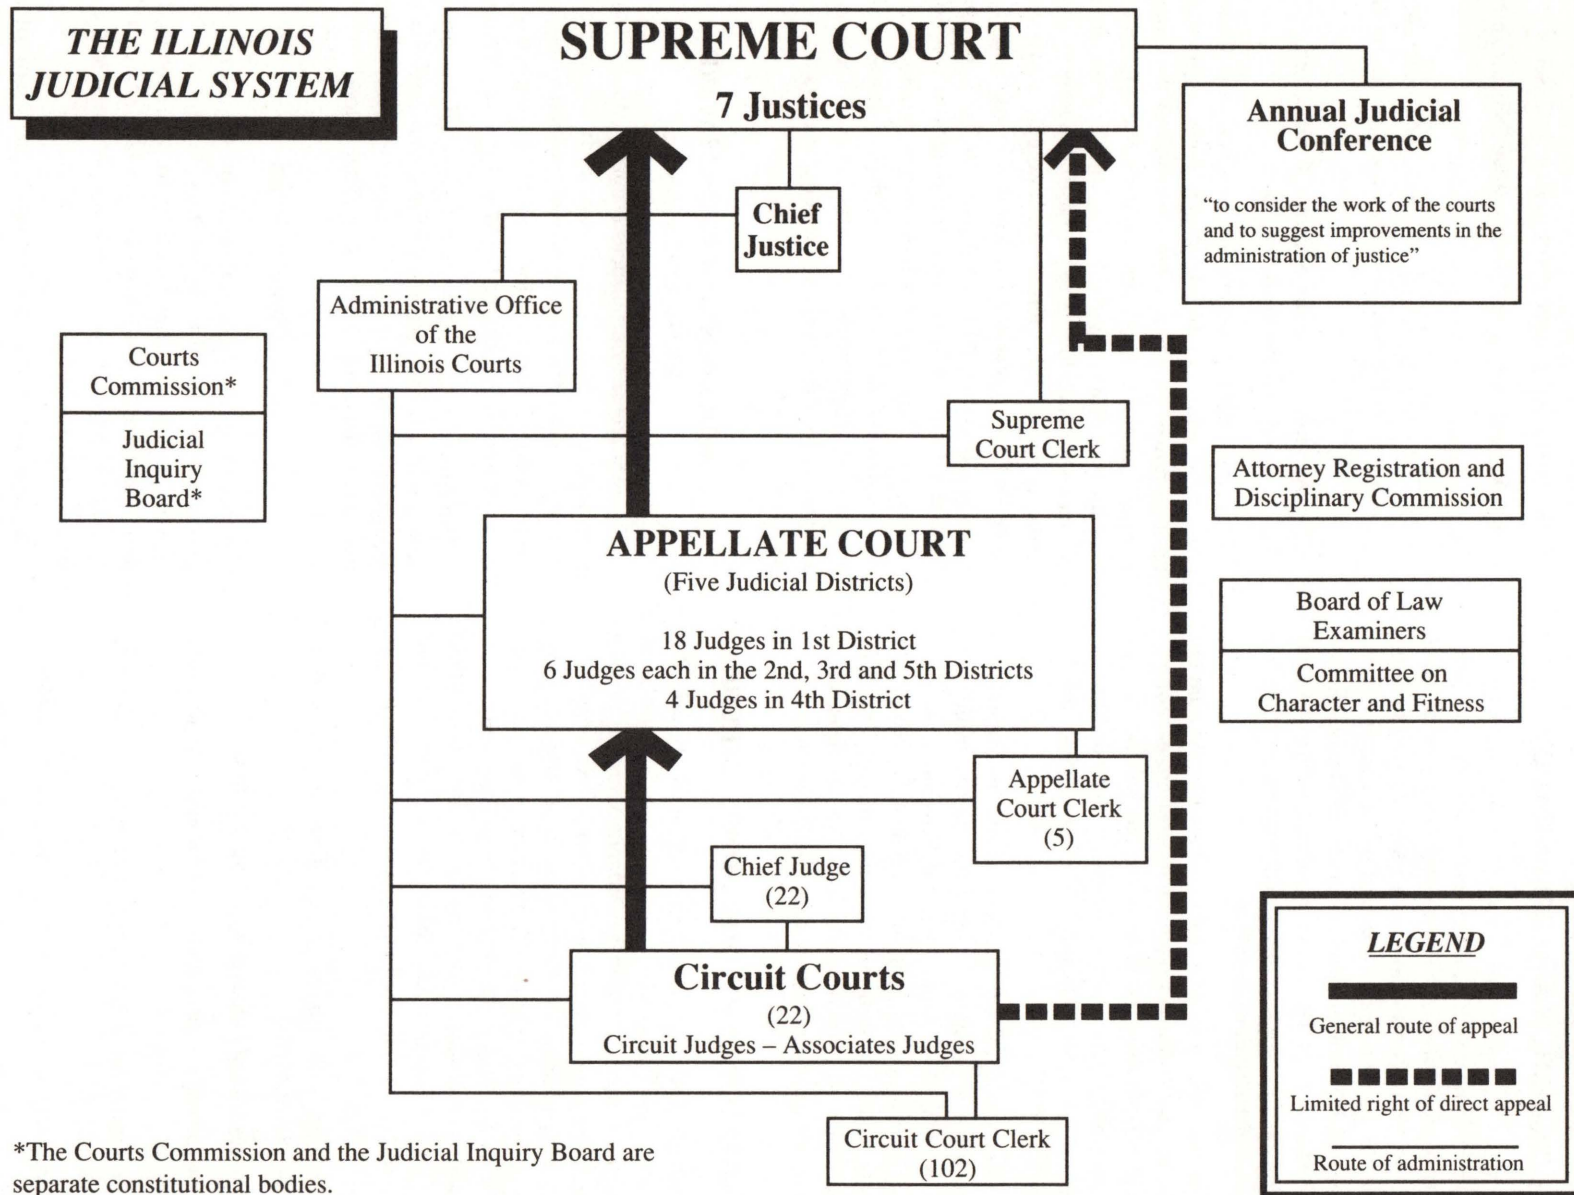 THE ILLINOIS
JUDICIAL SYSTEM
SUPREME COURT
7 Justices
Annual Judicial
Conference
“to consider the work of the courts
and to suggest improvements in the
administration of justice”
Chief
Justice
Administrative Office
of the
Illinois Courts
Courts
Commission*
Judicial
Inquiry
Board*
Supreme
Court Clerk
Attorney Registration and
Disciplinary Commission
APPELLATE COURT
(Five Judicial Districts)
18 Judges in 1st District
6 Judges each in the 2nd, 3rd and 5th Districts
4 Judges in 4th District
Board of Law
Examiners
Committee on
Character and Fitness
Appellate
Court Clerk
(5)
Chief Judge
(22)
Circuit Courts
(22)
Circuit Judges – Associates Judges
Circuit Court Clerk
(102)
LEGEND
General route of appeal
Limited right of direct appeal
Route of administration
*The Courts Commission and the Judicial Inquiry Board are
separate constitutional bodies.